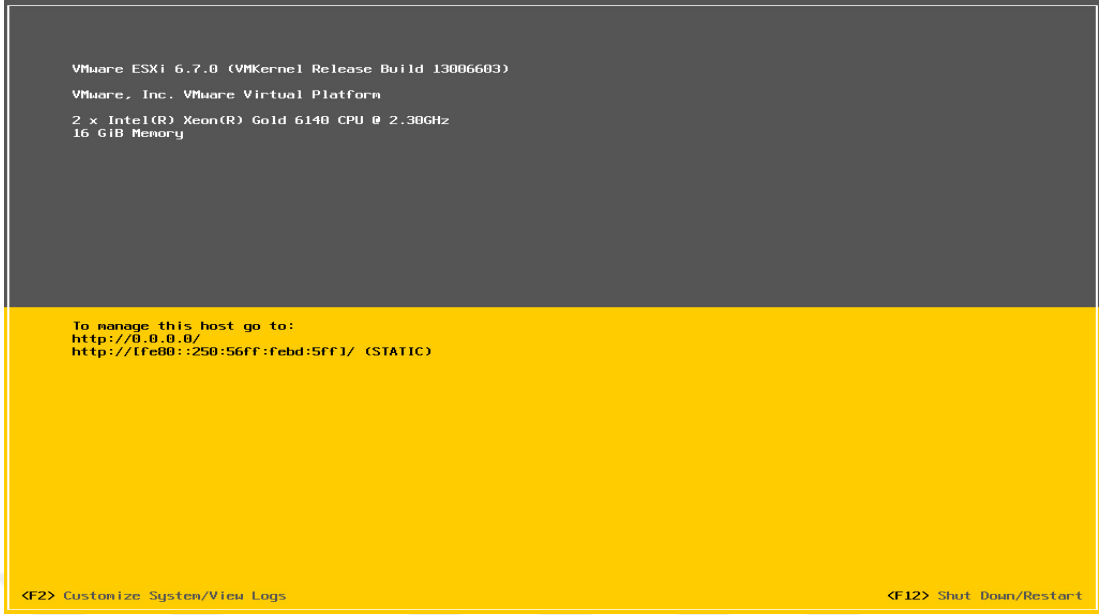 VMware ESXi 6.7.0 (VMKernel Release Build 13006603)
VMware, Inc. VMware Virtual Platform
2 x Intel(R) Xeon(R) Gold 6140 CPU @ 2.30GHz
16 GiB Memory
To manage this host go to:
http://0.0.0.0/
http://[fe80::250:56ff:febd:5ff]/ (STATIC)
<F2> Customize System/View Logs
<F12> Shut Down/Restart